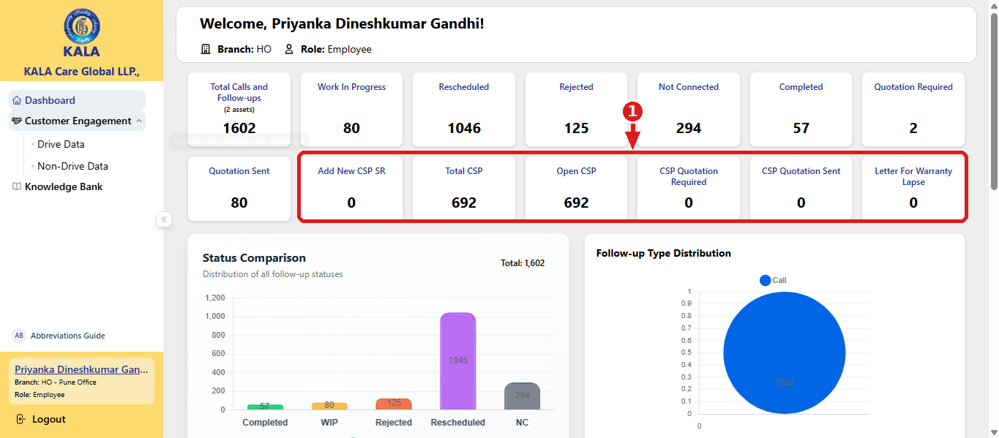 KALA
KALA Care Global LLP.,
Dashboard
Customer Engagement
Drive Data
Non-Drive Data
Knowledge Bank
AB Abbreviations Guide
Priyanka Dineshkumar Gan...
Branch: HO - Pune Office
Role: Employee
Logout
Welcome, Priyanka Dineshkumar Gandhi!
Branch: HO Role: Employee
Total Calls and
Follow-ups
(2 assets)
1602
Work In Progress
80
Rescheduled
1046
Rejected
125
Not Connected
294
Completed
57
Quotation Required
2
1
Quotation Sent
80
Add New CSP SR
0
Total CSP
692
Open CSP
692
CSP Quotation
Required
0
CSP Quotation Sent
0
Letter For Warranty
Lapse
0
Status Comparison
Distribution of all follow-up statuses
Total: 1,602
1,200
1,000
800
600
400
200
0
57
80
125
1046
294
Completed
WIP
Rejected
Rescheduled
NC
Follow-up Type Distribution
Call
1
0.9
0.8
0.7
0.6
0.5
0.4
0.3
0.2
0.1
0
1602
0